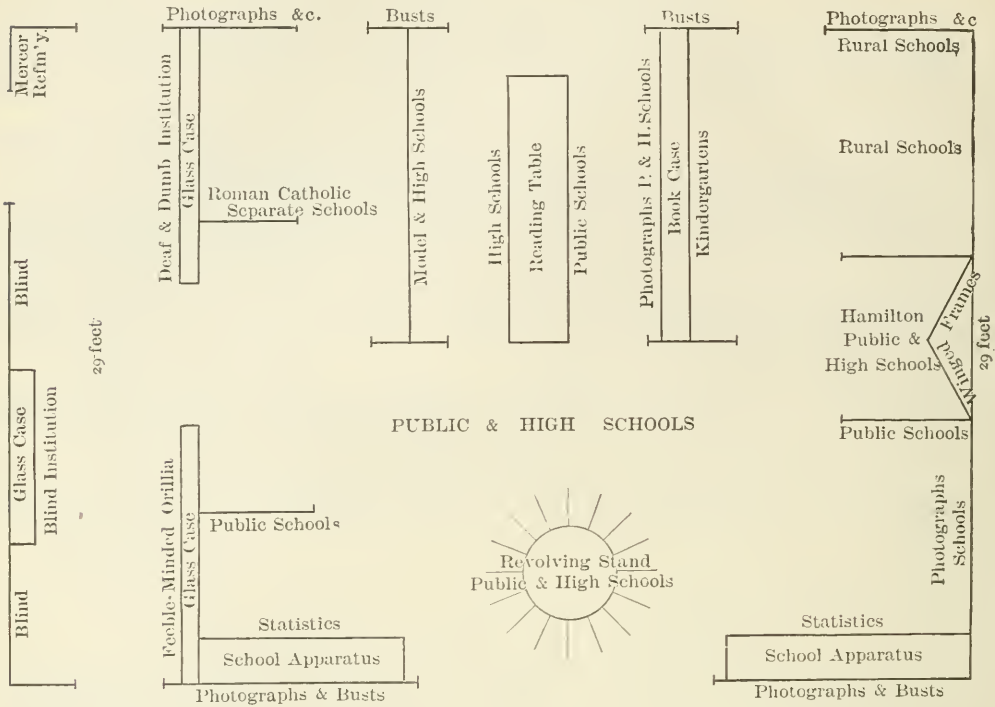 Photographs &c.
Busts
Busts
Photographs &c
Mercer
Refm'y.
Deaf & Dumb Institution
Glass Case
Roman Catholic
Separate Schools
Model & High Schools
High Schools
Reading Table
Public Schools
Photographs P. & H. Schools
Book Case
Kindergartens
Rural Schools
Rural Schools
Blind
29 feet
Hamilton
Public &
High Schools
Winged Frames
29 feet
Glass Case
Blind Institution
PUBLIC & HIGH SCHOOLS
Public Schools
Feeble-Minded Orillia
Glass Case
Public Schools
Revolving Stand
Public & High Schools
Photographs
Schools
Blind
Statistics
School Apparatus
Photographs & Busts
Statistics
School Apparatus
Photographs & Busts